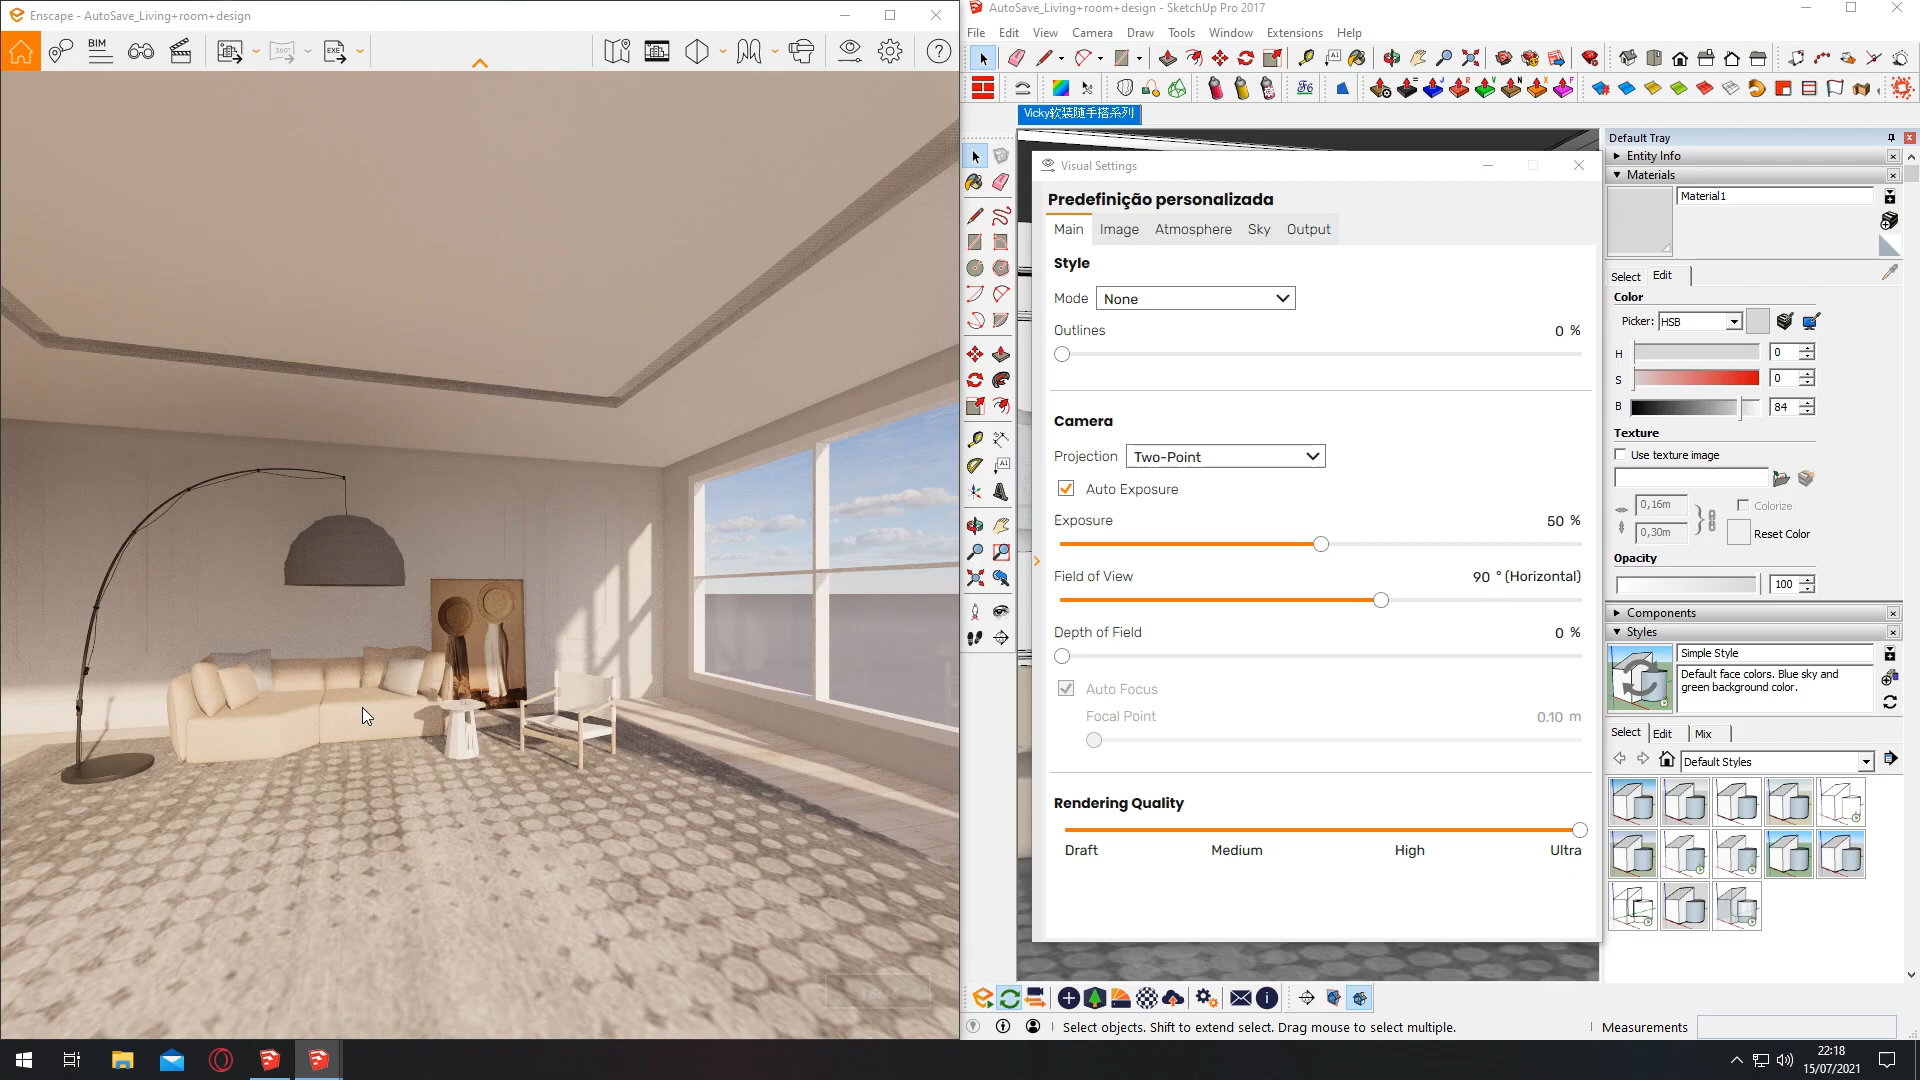 Enscape - AutoSave_Living+room+design
AutoSave_Living+room+design - SketchUp Pro 2017
File Edit View Camera Draw Tools Window Extensions Help
BIM
360°
EXE
Vicky软装随手搭系列
Visual Settings
Predefinição personalizada
Main Image Atmosphere Sky Output
Style
Mode None
Outlines 0 %
Camera
Projection Two-Point
Auto Exposure
Exposure 50 %
Field of View 90 ° (Horizontal)
Depth of Field 0 %
Auto Focus
Focal Point 0.10 m
Rendering Quality
Draft Medium High Ultra
Default Tray
Entity Info
Materials
Material1
Select Edit
Color
Picker: HSB
H 0
S 0
B 84
Texture
Use texture image
0,16m
Colorize
0,30m
Reset Color
Opacity
100
Components
Styles
Simple Style
Default face colors. Blue sky and
green background color.
Select Edit Mix
Default Styles
Select objects. Shift to extend select. Drag mouse to select multiple.
Measurements
22:18
15/07/2021